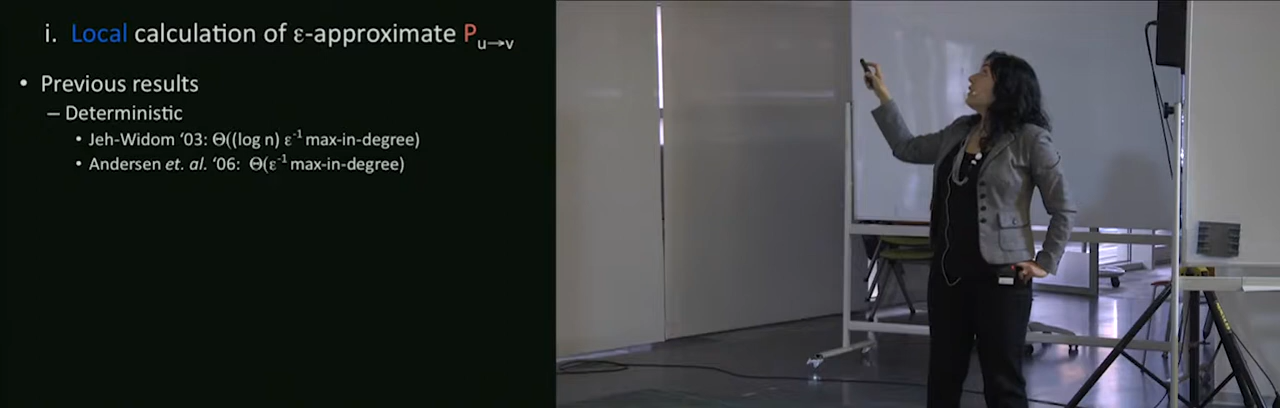 i. Local calculation of ε-approximate P u→v
• Previous results
– Deterministic
• Jeh-Widom ‘03: Θ((log n) ε⁻¹ max-in-degree)
• Andersen et. al. ‘06: Θ(ε⁻¹ max-in-degree)